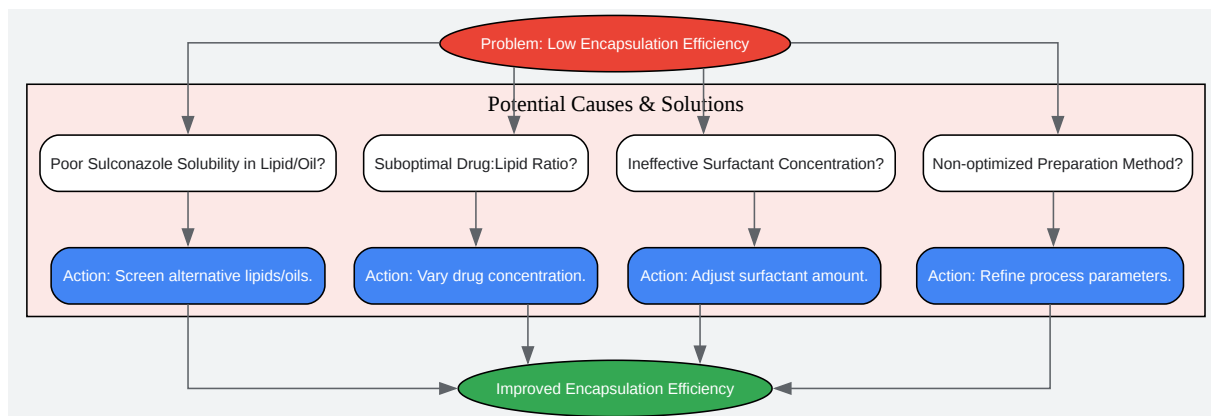 Problem: Low Encapsulation Efficiency
Potential Causes & Solutions
Poor Sulconazole Solubility in Lipid/Oil?
Suboptimal Drug:Lipid Ratio?
Ineffective Surfactant Concentration?
Non-optimized Preparation Method?
Action: Screen alternative lipids/oils.
Action: Vary drug concentration.
Action: Adjust surfactant amount.
Action: Refine process parameters.
Improved Encapsulation Efficiency